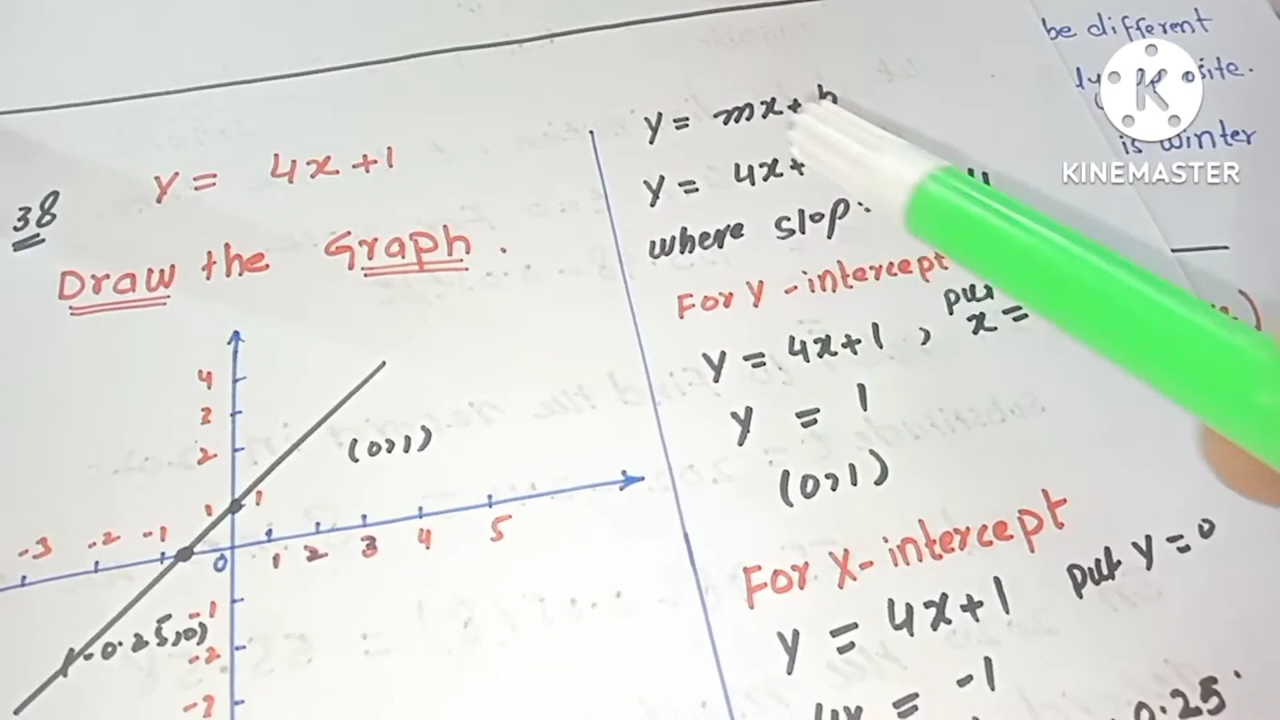 be different
is winter
KINEMASTER
38
y = 4x+1
Draw the Graph.
4
3
2
1 1
(0,1)
-3 -2 -1 0 1 2 3 4 5
-1
-2
-3
-0.25,0)
y = mx+b
y = 4x+
where slop
For Y-intercept
y = 4x+1, put x=
y = 1
(0,1)
For X-intercept
y = 4x+1 put y=0
4x = -1
-0.25